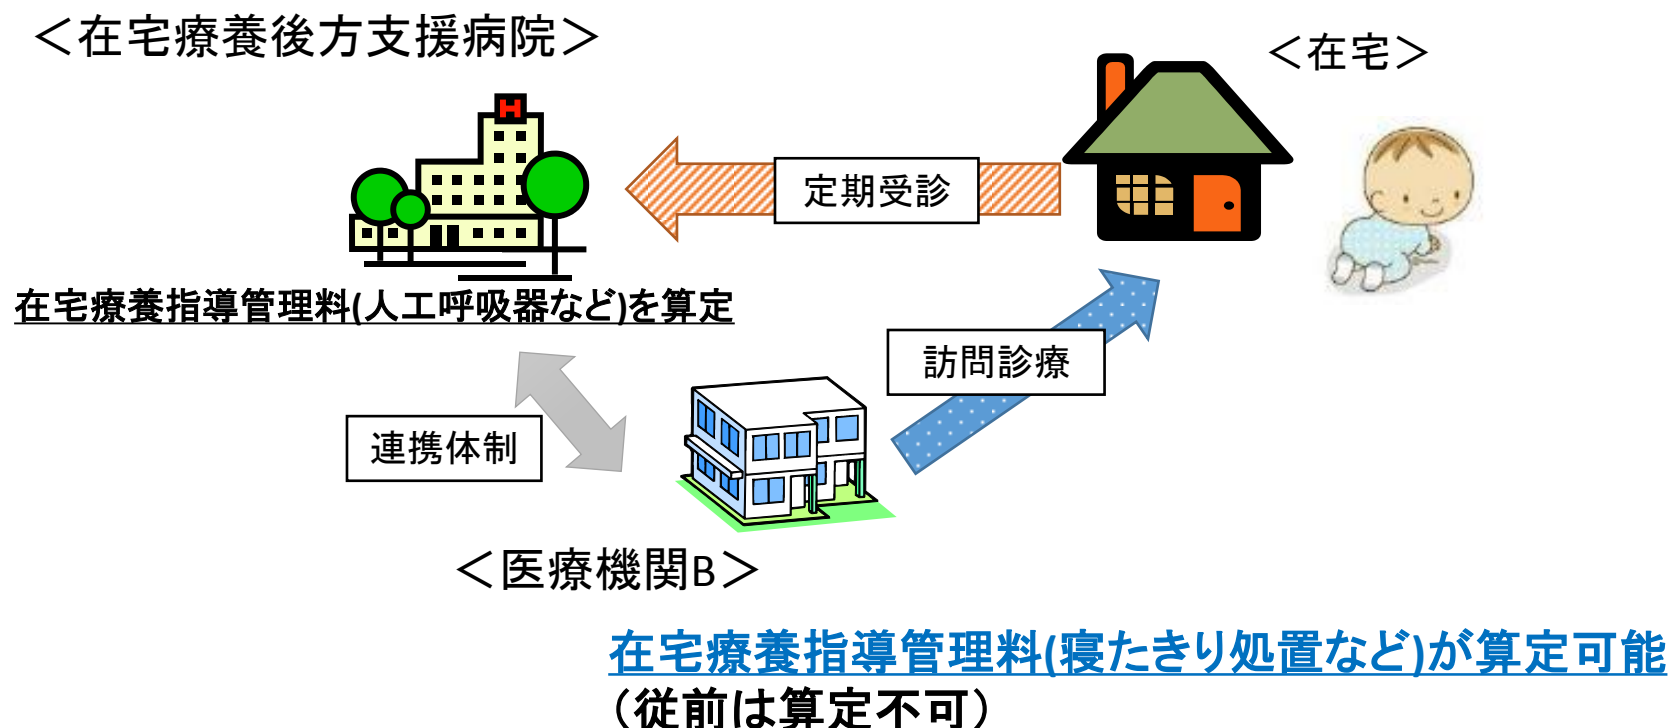 ＜在宅療養後方支援病院＞
＜在宅＞
H
定期受診
在宅療養指導管理料(人工呼吸器など)を算定
訪問診療
連携体制
＜医療機関B＞
在宅療養指導管理料(寝たきり処置など)が算定可能
（従前は算定不可）